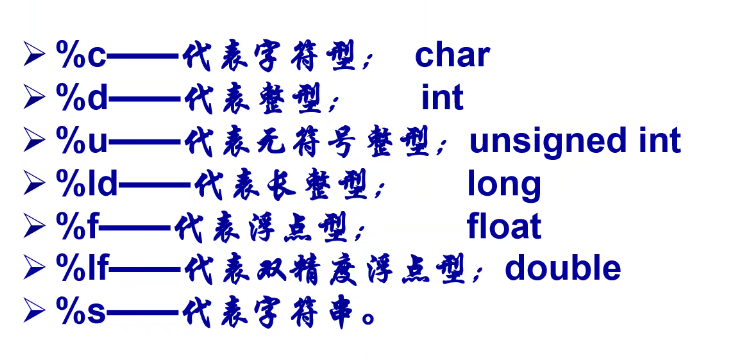 ➢ %c——代表字符型； char
➢ %d——代表整型； int
➢ %u——代表无符号整型；unsigned int
➢ %ld——代表长整型； long
➢ %f——代表浮点型； float
➢ %lf——代表双精度浮点型；double
➢ %s——代表字符串。